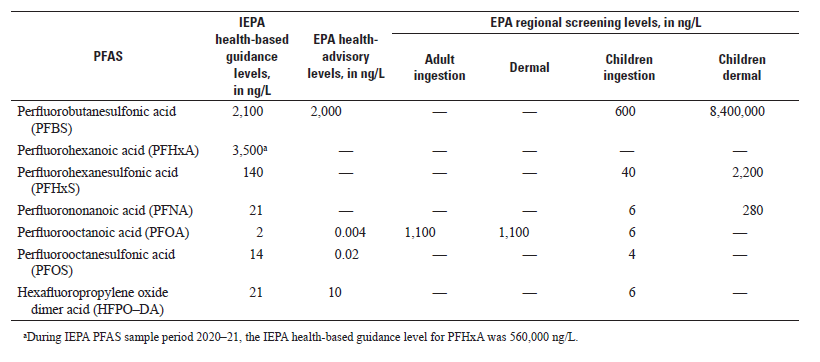 PFAS | IEPA health-based guidance levels, in ng/L | EPA health-advisory levels, in ng/L | EPA regional screening levels, in ng/L
Adult ingestion | Dermal | Children ingestion | Children dermal
Perfluorobutanesulfonic acid (PFBS) | 2,100 | 2,000 | — | — | 600 | 8,400,000
Perfluorohexanoic acid (PFHxA) | 3,500ª | — | — | — | — | —
Perfluorohexanesulfonic acid (PFHxS) | 140 | — | — | — | 40 | 2,200
Perfluorononanoic acid (PFNA) | 21 | — | — | — | 6 | 280
Perfluorooctanoic acid (PFOA) | 2 | 0.004 | 1,100 | 1,100 | 6 | —
Perfluorooctanesulfonic acid (PFOS) | 14 | 0.02 | — | — | 4 | —
Hexafluoropropylene oxide dimer acid (HFPO–DA) | 21 | 10 | — | — | 6 | —
ªDuring IEPA PFAS sample period 2020–21, the IEPA health-based guidance level for PFHxA was 560,000 ng/L.